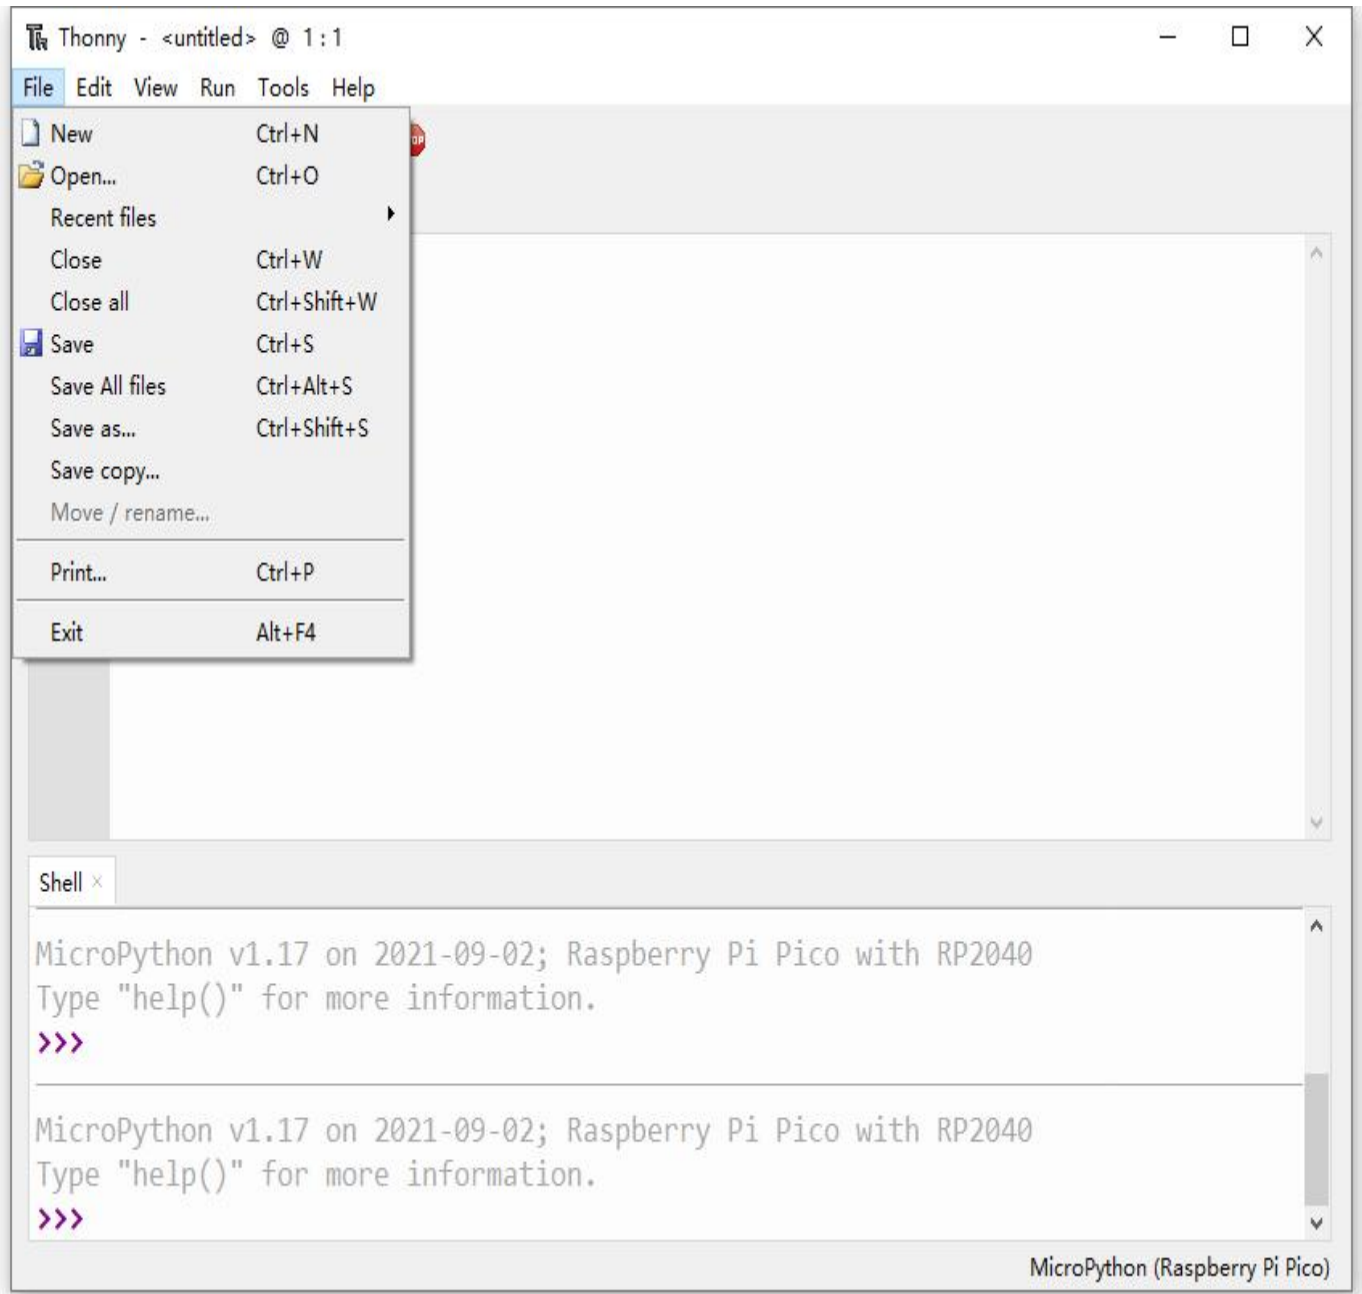 Thonny - <untitled> @ 1:1
File Edit View Run Tools Help
New Ctrl+N
Open... Ctrl+O
Recent files
Close Ctrl+W
Close all Ctrl+Shift+W
Save Ctrl+S
Save All files Ctrl+Alt+S
Save as... Ctrl+Shift+S
Save copy...
Move / rename...
Print... Ctrl+P
Exit Alt+F4
Shell
MicroPython v1.17 on 2021-09-02; Raspberry Pi Pico with RP2040
Type "help()" for more information.
>>>
MicroPython v1.17 on 2021-09-02; Raspberry Pi Pico with RP2040
Type "help()" for more information.
>>>
MicroPython (Raspberry Pi Pico)